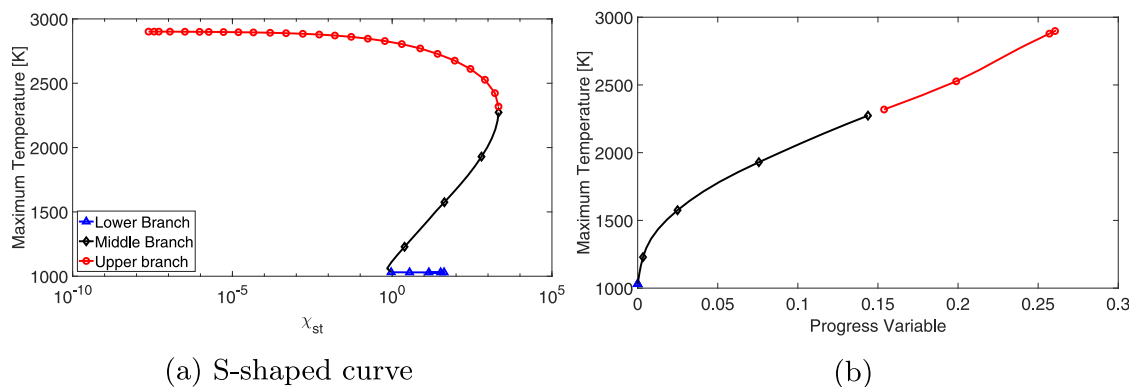 3000
2500
2000
1500
1000
Maximum Temperature [K]
Lower Branch
Middle Branch
Upper branch
10^-10
10^-5
10^0
10^5
χ_st
(a) S-shaped curve
3000
2500
2000
1500
1000
Maximum Temperature [K]
0
0.05
0.1
0.15
0.2
0.25
0.3
Progress Variable
(b)